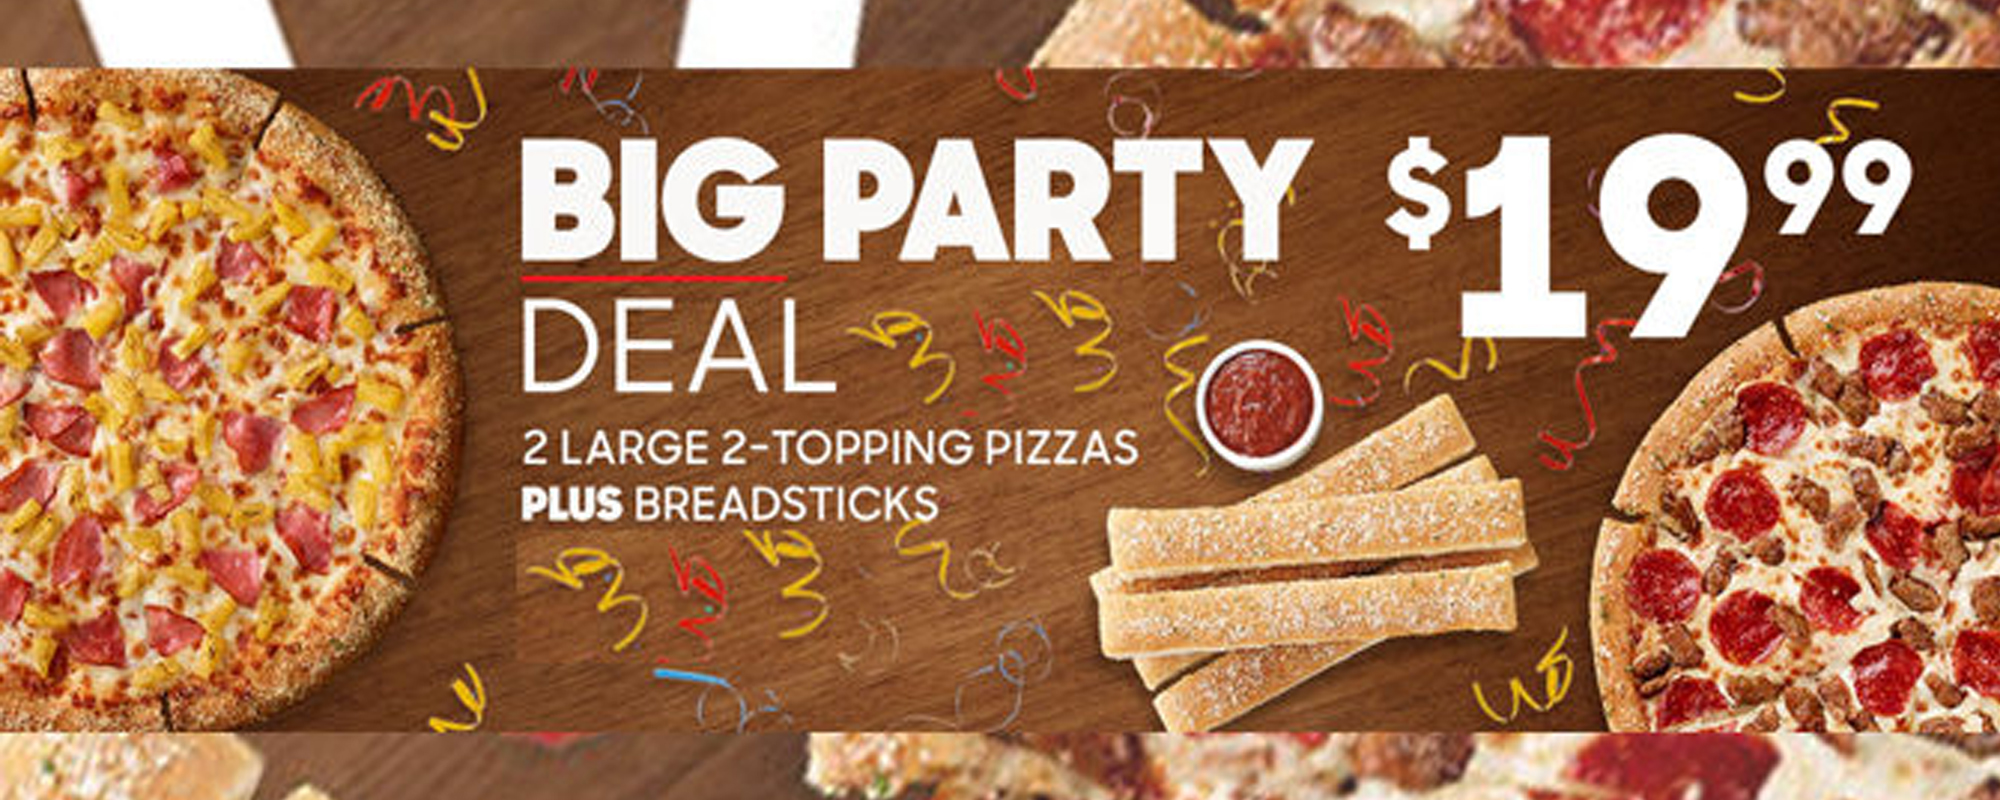 BIG PARTY $19 99
DEAL
2 LARGE 2-TOPPING PIZZAS
PLUS BREADSTICKS